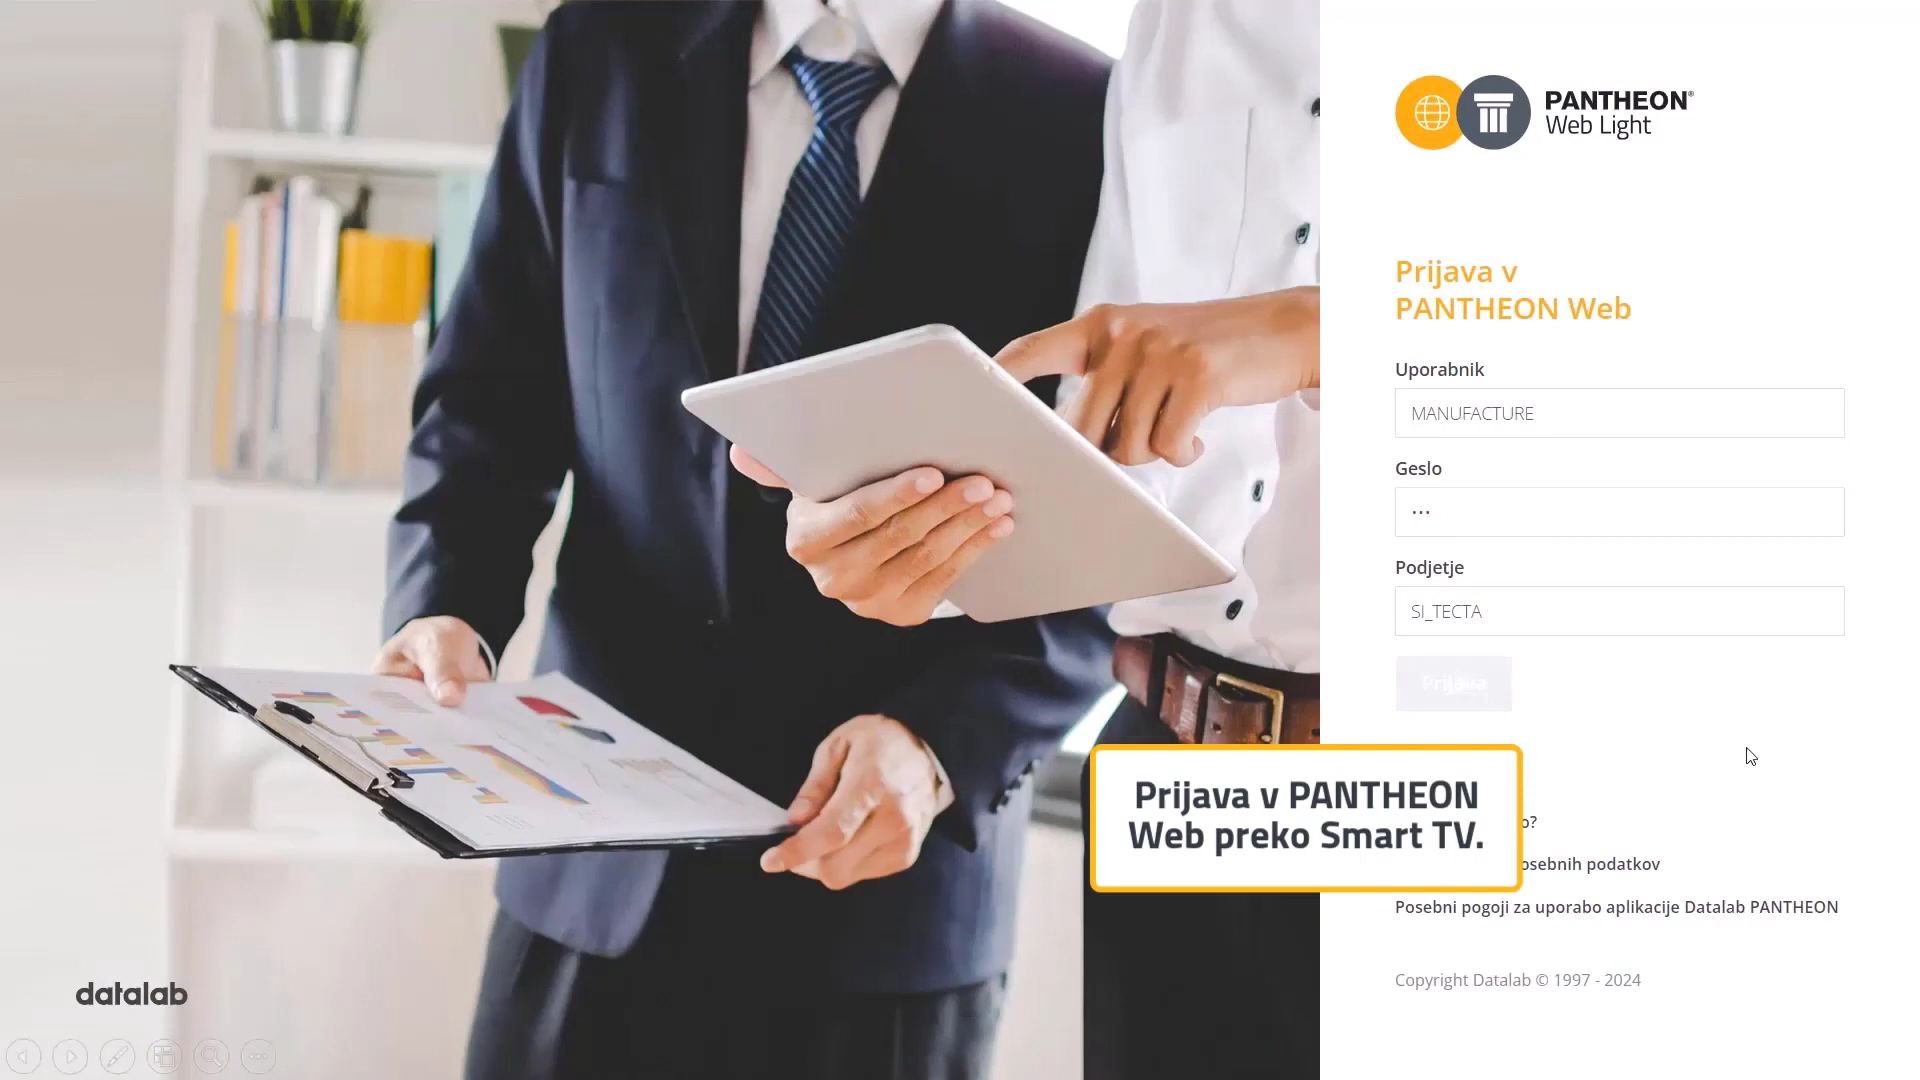 PANTHEON®
Web Light
Prijava v
PANTHEON Web
Uporabnik
MANUFACTURE
Geslo
...
Podjetje
SI_TECTA
Prijava
Prijava v PANTHEON
Web preko Smart TV.
o?
osebnih podatkov
Posebni pogoji za uporabo aplikacije Datalab PANTHEON
Copyright Datalab © 1997 - 2024
datalab